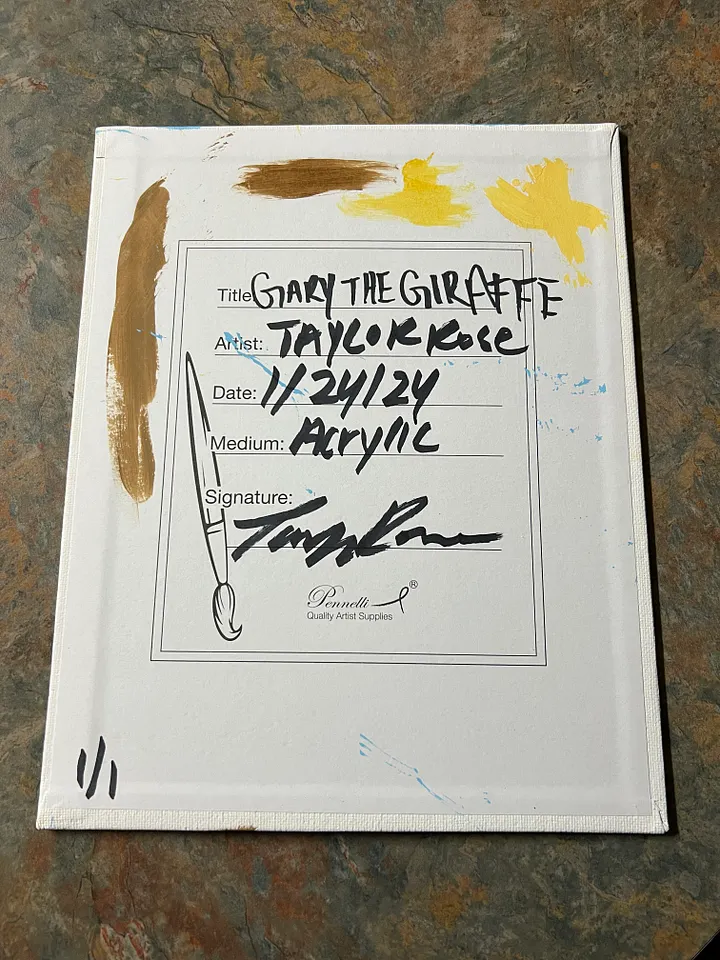 Title GARY THE GIRAFFE
Artist: TAYLOR ROSE
Date: 1/24/24
Medium: Acrylic
Signature:
Pennelli ®
Quality Artist Supplies
1/1